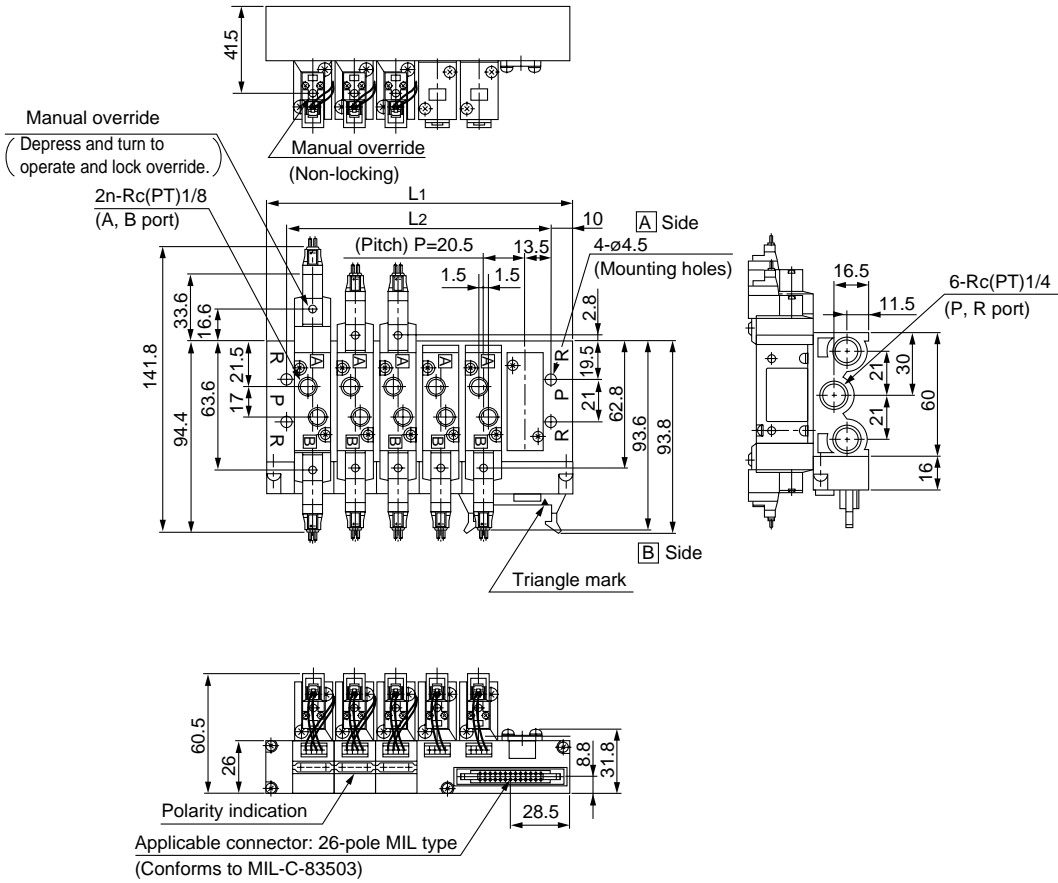 41.5
Manual override
(Depress and turn to
operate and lock override.)
Manual override
(Non-locking)
2n-Rc(PT)1/8
(A, B port)
L1
L2
10
A Side
(Pitch) P=20.5
13.5
4-ø4.5
(Mounting holes)
1.5
1.5
2.8
141.8
33.6
16.6
94.4
63.6
21.5
17
R
P
R
A
B
A
B
A
B
A
B
A
B
R
P
R
19.5
21
62.8
93.6
93.8
B Side
Triangle mark
16.5
11.5
6-Rc(PT)1/4
(P, R port)
21
21
30
60
16
60.5
26
8.8
31.8
28.5
Polarity indication
Applicable connector: 26-pole MIL type
(Conforms to MIL-C-83503)